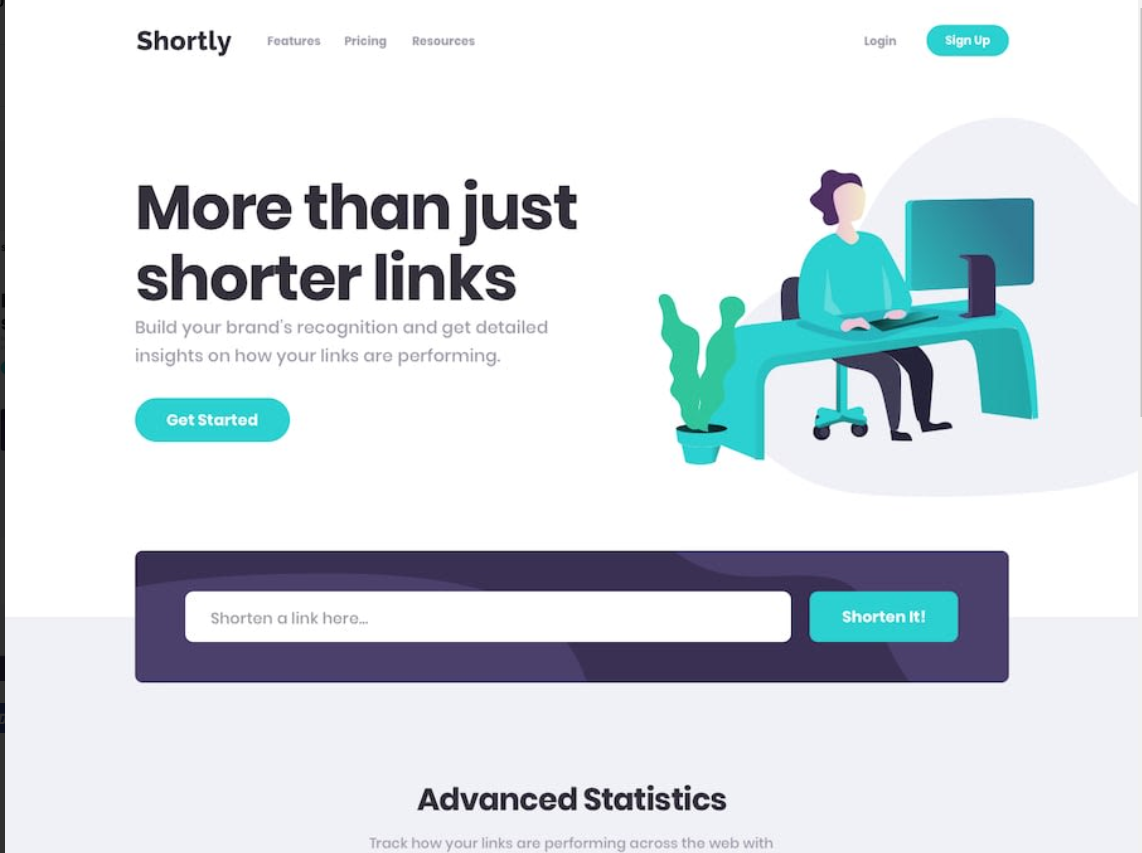 Shortly
Features
Pricing
Resources
Login
Sign Up
More than just
shorter links
Build your brand's recognition and get detailed
insights on how your links are performing.
Get Started
Shorten a link here...
Shorten It!
Advanced Statistics
Track how your links are performing across the web with